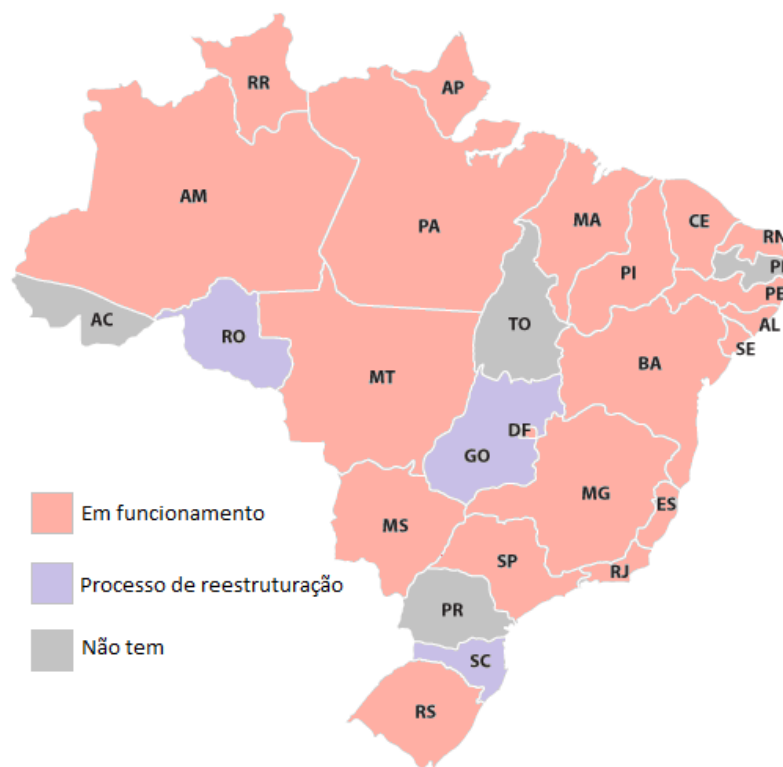 RR
AP
AM
PA
MA
CE
RN
PI
PB
PE
AC
RO
TO
AL
SE
BA
MT
DF
GO
Em funcionamento
MG
ES
MS
Processo de reestruturação
SP
RJ
PR
Não tem
SC
RS